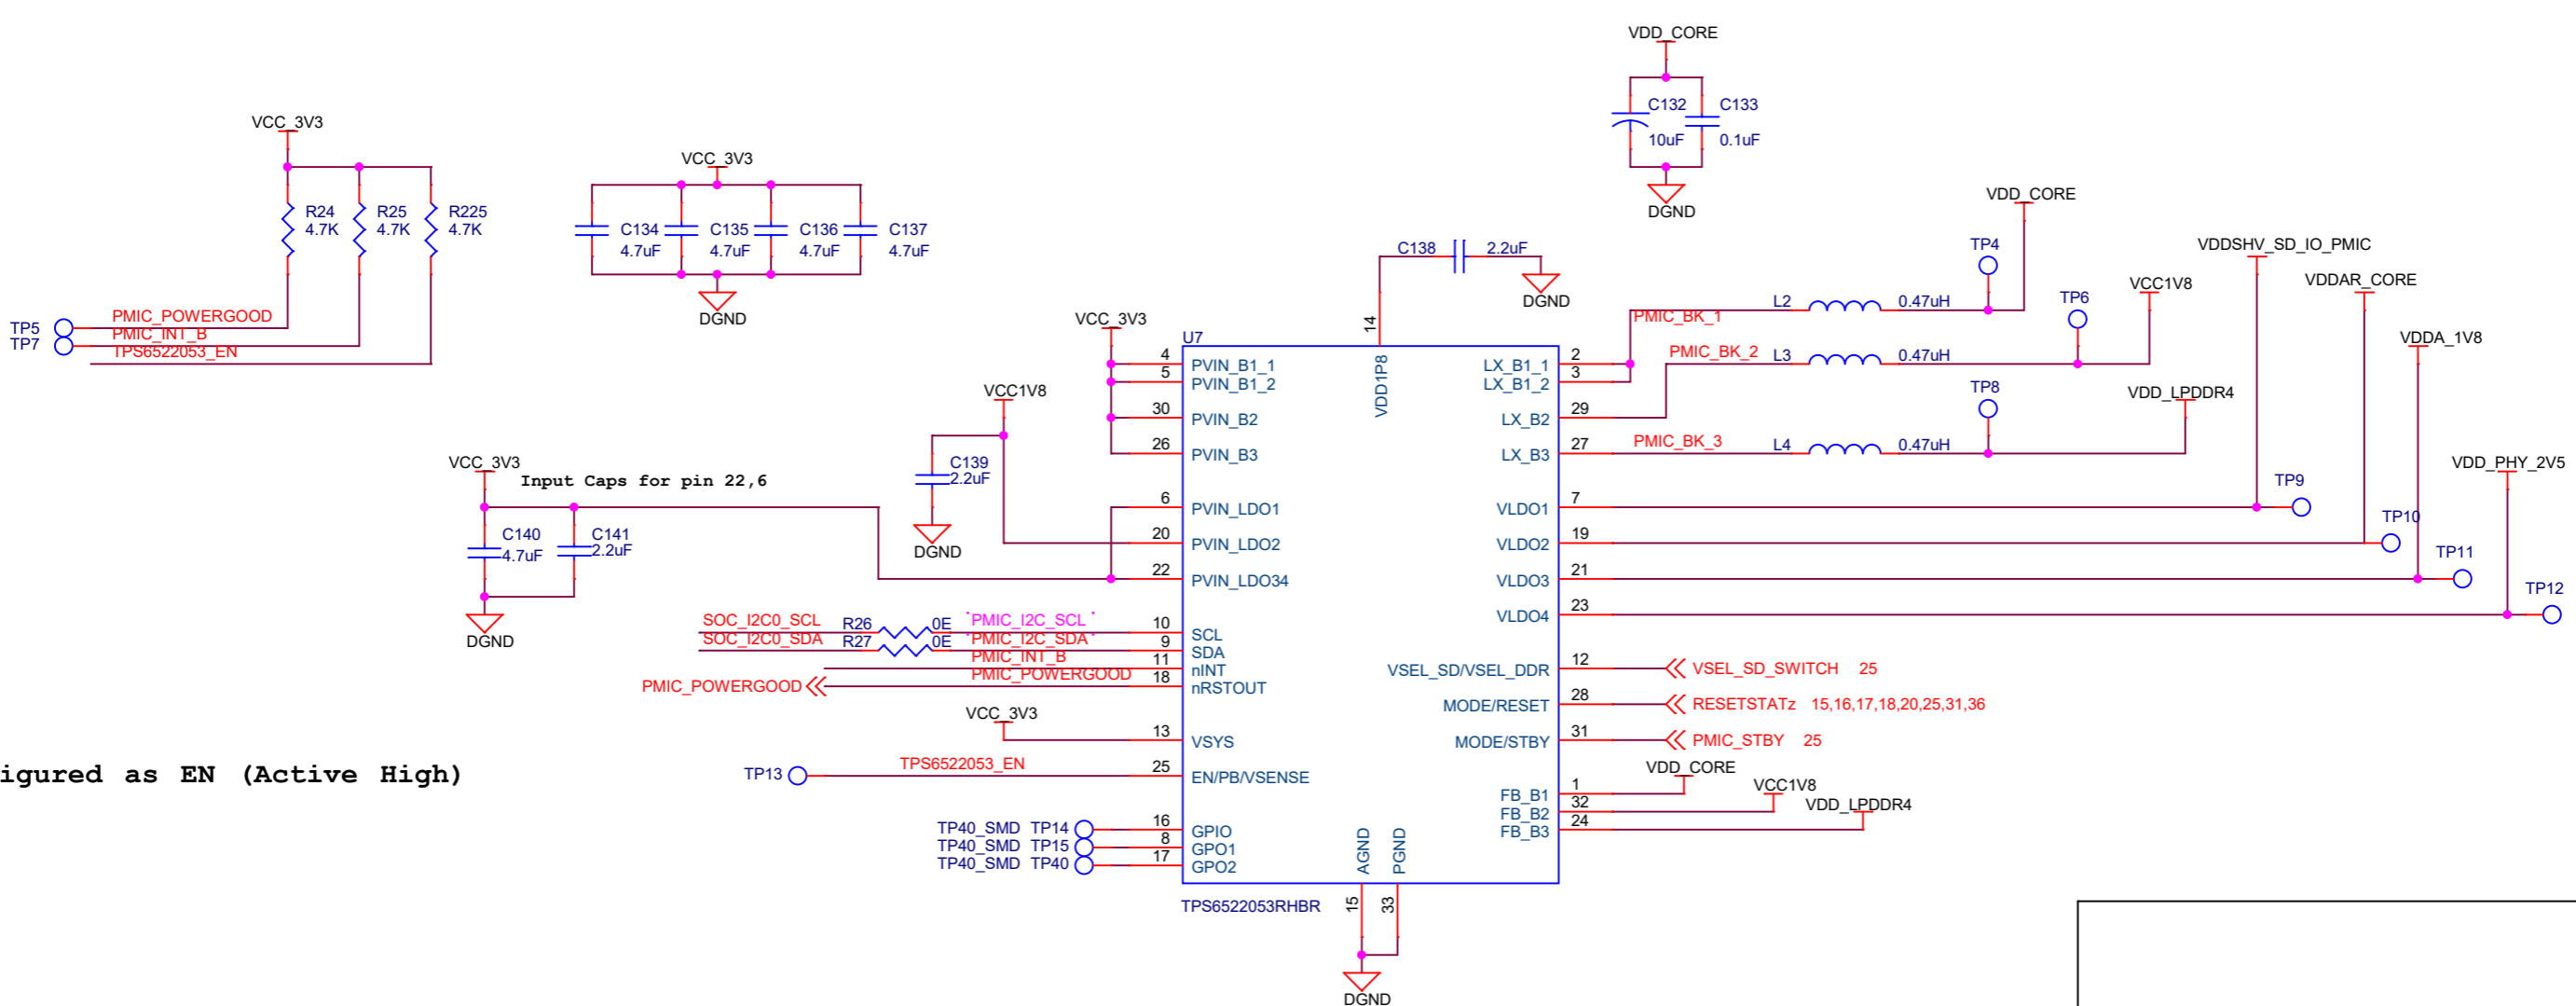 VDD_CORE
C132
C133
10uF
0.1uF
DGND
VCC_3V3
R24
4.7K
R25
4.7K
R225
4.7K
TP5
PMIC_POWERGOOD
TP7
PMIC_INT_B
TPS6522053_EN
VCC_3V3
C134
4.7uF
C135
4.7uF
C136
4.7uF
C137
4.7uF
DGND
C138
2.2uF
DGND
VDD_CORE
TP4
VDDSHV_SD_IO_PMIC
VDDAR_CORE
VCC1V8
TP6
VDDA_1V8
PMIC_BK_1
L2
0.47uH
PMIC_BK_2
L3
0.47uH
TP8
VDD_LPDDR4
PMIC_BK_3
L4
0.47uH
VDD_PHY_2V5
TP9
TP10
TP11
TP12
VCC_3V3
VCC1V8
C139
2.2uF
DGND
VCC_3V3
Input Caps for pin 22,6
C140
4.7uF
C141
2.2uF
DGND
U7
14
VDD1P8
4
PVIN_B1_1
5
PVIN_B1_2
30
PVIN_B2
26
PVIN_B3
6
PVIN_LDO1
20
PVIN_LDO2
22
PVIN_LDO34
SOC_I2C0_SCL
R26
0E
PMIC_I2C_SCL
10
SCL
SOC_I2C0_SDA
R27
0E
PMIC_I2C_SDA
9
SDA
PMIC_INT_B
11
nINT
PMIC_POWERGOOD
PMIC_POWERGOOD
18
nRSTOUT
VCC_3V3
13
VSYS
igured as EN (Active High)
TP13
TPS6522053_EN
25
EN/PB/VSENSE
TP40_SMD TP14
16
GPIO
TP40_SMD TP15
8
GPO1
TP40_SMD TP40
17
GPO2
2
LX_B1_1
3
LX_B1_2
29
LX_B2
27
LX_B3
7
VLDO1
19
VLDO2
21
VLDO3
23
VLDO4
VSEL_SD/VSEL_DDR
12
VSEL_SD_SWITCH 25
MODE/RESET
28
RESETSTATz 15,16,17,18,20,25,31,36
MODE/STBY
31
PMIC_STBY 25
VDD_CORE
VCC1V8
VDD_LPDDR4
FB_B1
1
FB_B2
32
FB_B3
24
AGND
PGND
15
33
TPS6522053RHBR
DGND